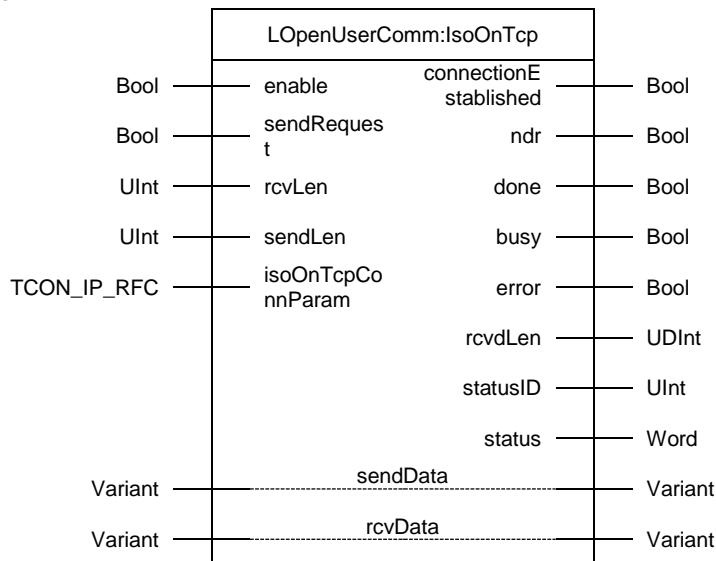 LOpenUserComm:IsoOnTcp
Bool enable connectionE
stablished Bool
Bool sendReques
t ndr Bool
UInt rcvLen done Bool
UInt sendLen busy Bool
TCON_IP_RFC isoOnTcpCo
nnParam error Bool
rcvdLen UDInt
statusID UInt
status Word
Variant sendData Variant
Variant rcvData Variant